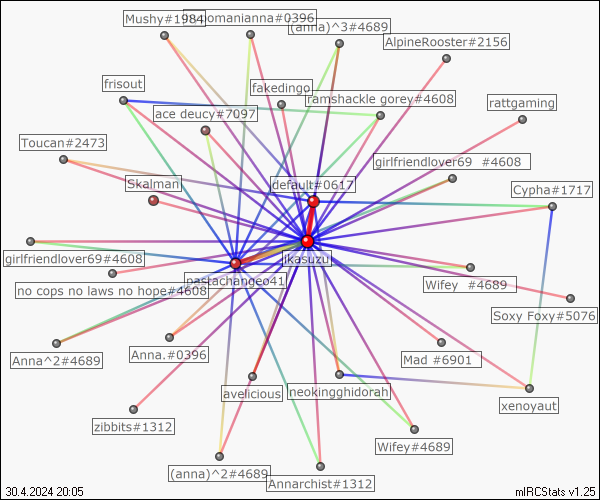 Mushy#1984
nomanianna#0396
(anna)^3#4689
AlpineRooster#2156
frisout
fakedingo
ramshackle gorey#4608
rattgaming
ace deucy#7097
Toucan#2473
girlfriendlover69 #4608
Skalman
default#0617
Cypha#1717
girlfriendlover69#4608
ikasuzu
pastachangeo41
Wifey #4689
no cops no laws no hope#4608
Soxy Foxy#5076
Anna^2#4689
Anna.#0396
Mad #6901
avelicious
neokingghidorah
xenoyaut
zibbits#1312
Wifey#4689
(anna)^2#4689
Annarchist#1312
30.4.2024 20:05
mIRCStats v1.25